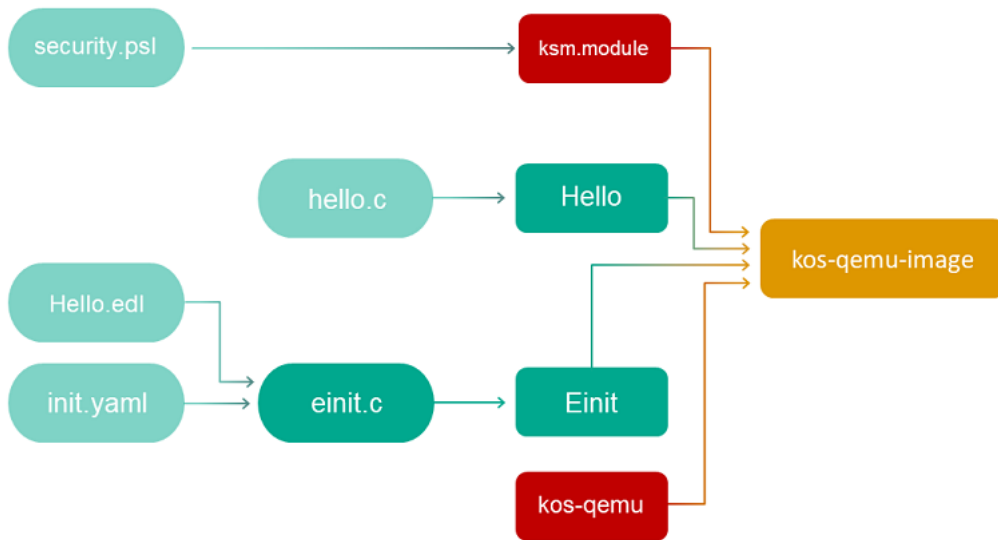 security.psl
ksm.module
hello.c
Hello
kos-qemu-image
Hello.edl
init.yaml
einit.c
Einit
kos-qemu